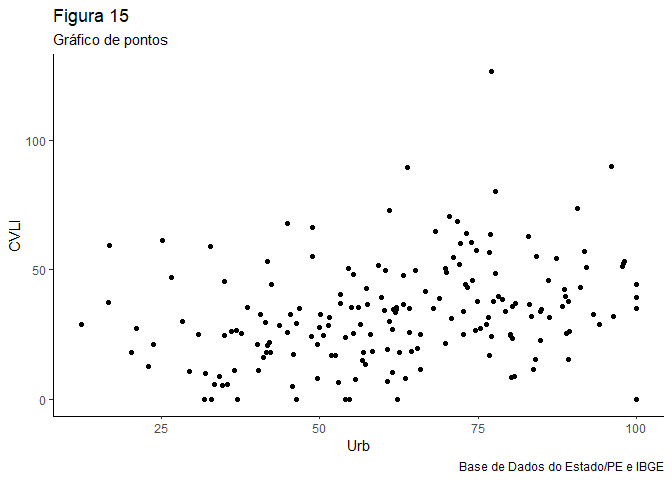 Figura 15
Gráfico de pontos
CVLI
100
50
0
25 50 75 100
Urb
Base de Dados do Estado/PE e IBGE